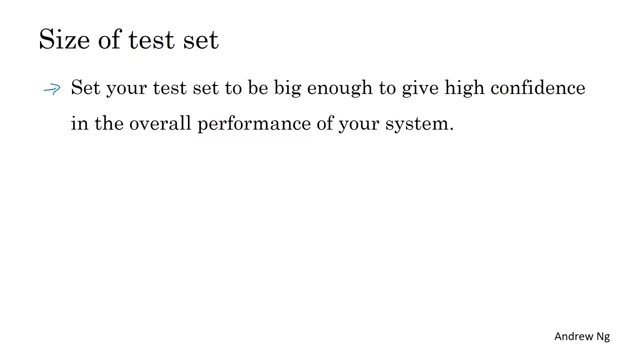 Size of test set
→ Set your test set to be big enough to give high confidence
in the overall performance of your system.
Andrew Ng